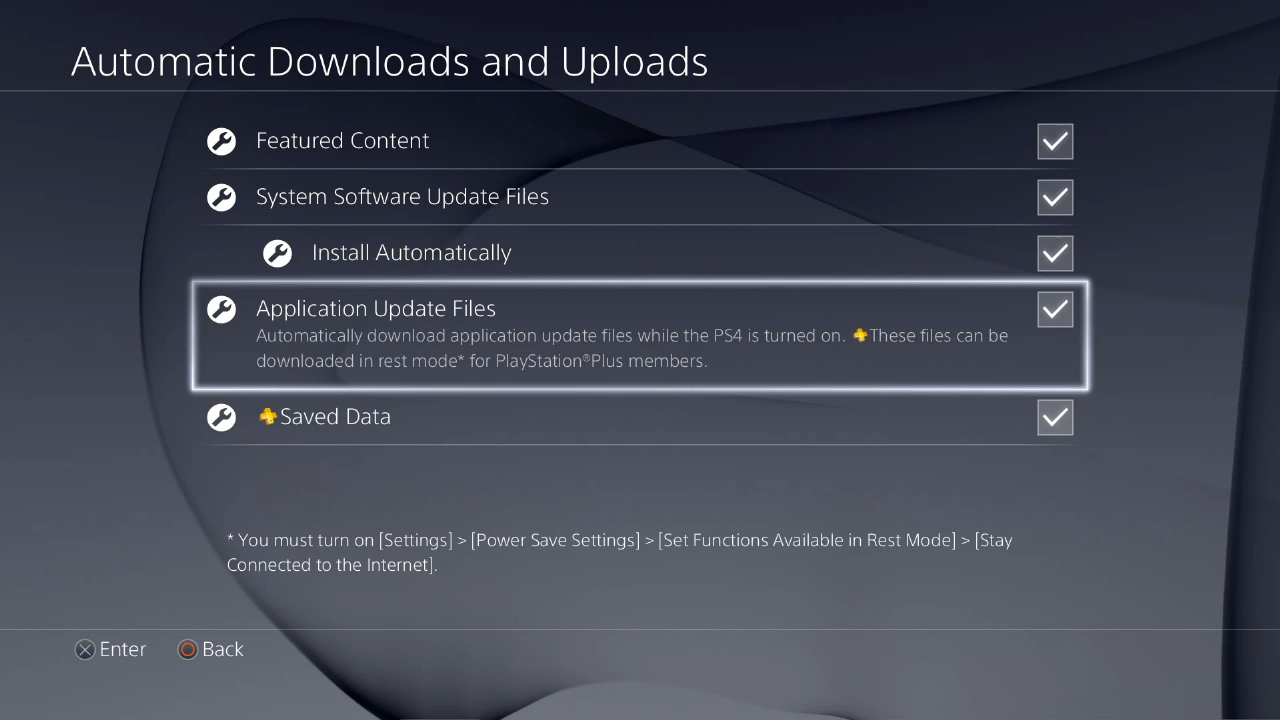 Automatic Downloads and Uploads
Featured Content
System Software Update Files
Install Automatically
Application Update Files
Automatically download application update files while the PS4 is turned on. These files can be
downloaded in rest mode* for PlayStation®Plus members.
Saved Data
* You must turn on [Settings] > [Power Save Settings] > [Set Functions Available in Rest Mode] > [Stay
Connected to the Internet].
Enter Back